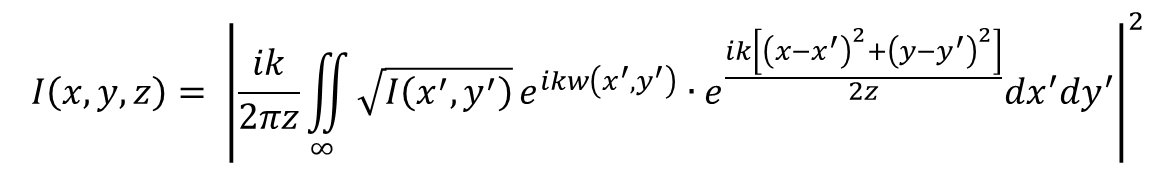 I(x, y, z) = |ik/2πz ∬∞ √I(x′, y′) e^ikw(x′,y′) · e^ik[(x−x′)^2+(y−y′)^2]/2z dx′dy′|^2